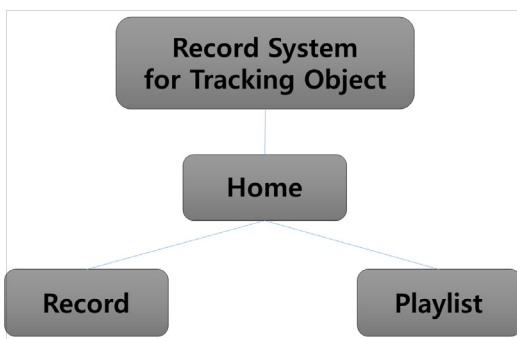 Record System
for Tracking Object
Home
Record
Playlist